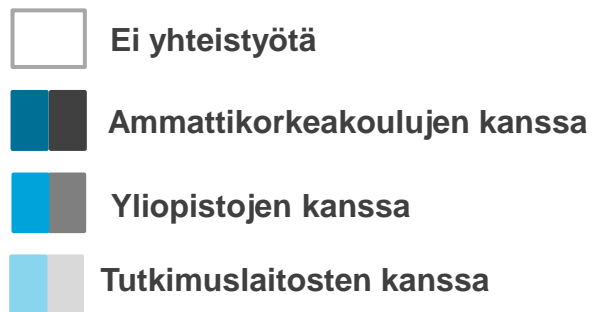 Ei yhteistyötä
Ammattikorkeakoulujen kanssa
Yliopistojen kanssa
Tutkimuslaitosten kanssa